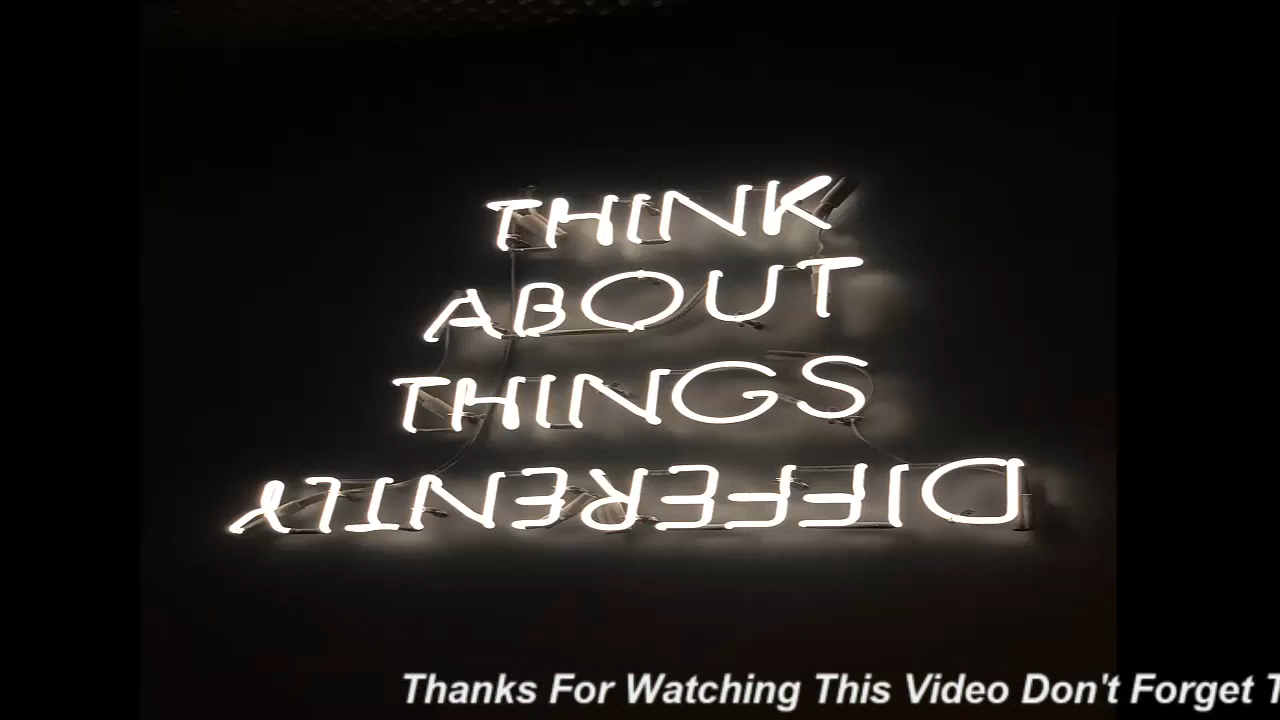 THINK
ABOUT
THINGS
DIFFERENTLY
Thanks For Watching This Video Don't Forget